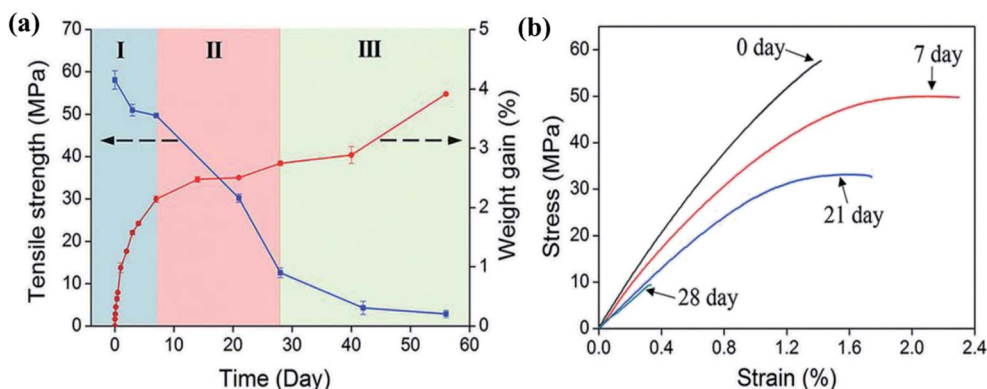 (a)
I
II
III
Tensile strength (MPa)
70
60
50
40
30
20
10
0
Weight gain (%)
5
4
3
2
1
0
0 10 20 30 40 50 60
Time (Day)
(b)
0 day
7 day
21 day
28 day
Stress (MPa)
60
50
40
30
20
10
0
0.0 0.4 0.8 1.2 1.6 2.0 2.4
Strain (%)